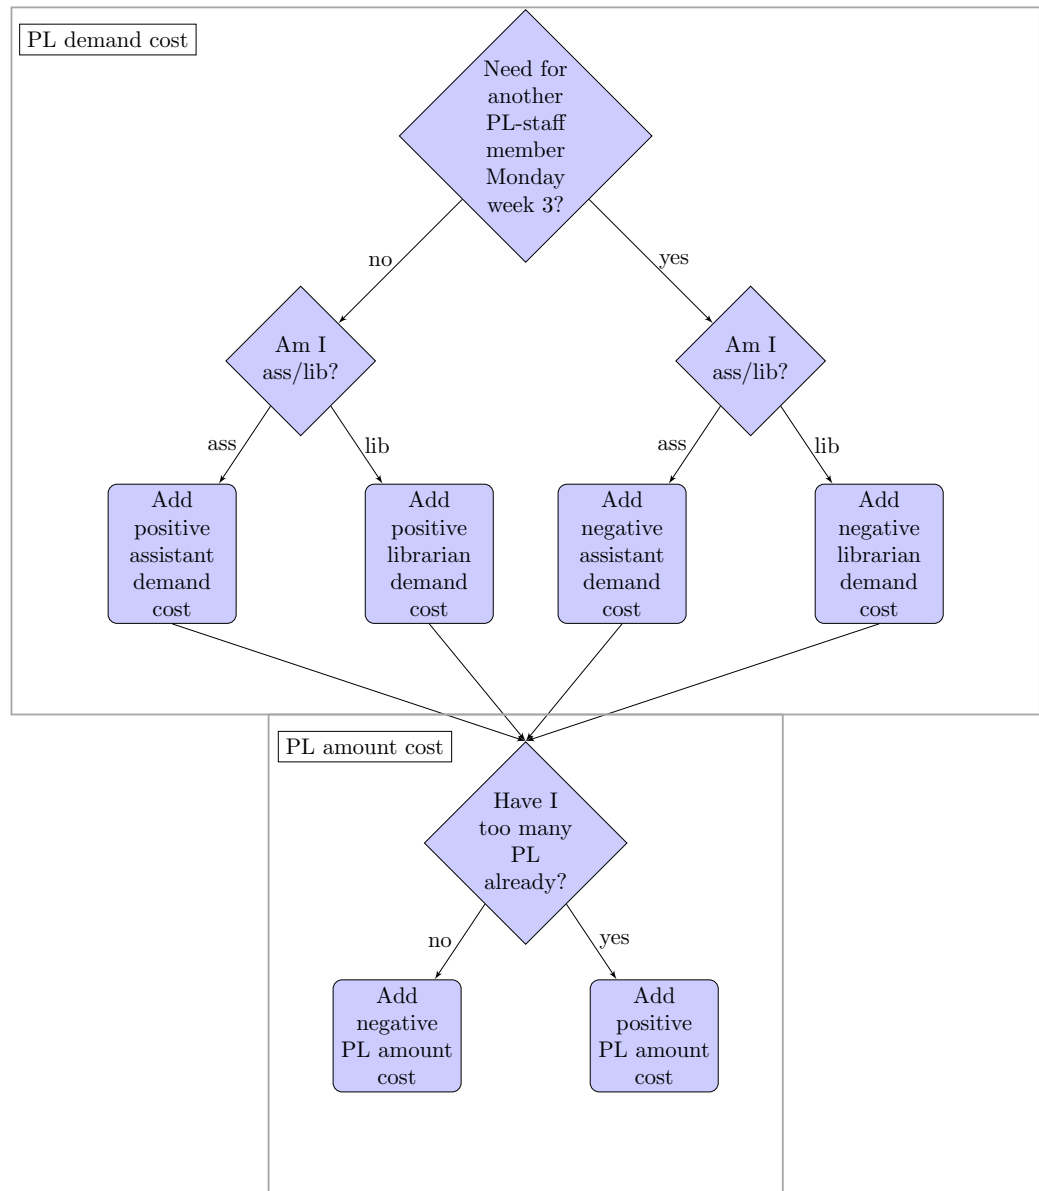 PL demand cost
Need for
another
PL-staff
member
Monday
week 3?
no
yes
Am I
ass/lib?
Am I
ass/lib?
ass
lib
ass
lib
Add
positive
assistant
demand
cost
Add
positive
librarian
demand
cost
Add
negative
assistant
demand
cost
Add
negative
librarian
demand
cost
PL amount cost
Have I
too many
PL
already?
no
yes
Add
negative
PL amount
cost
Add
positive
PL amount
cost